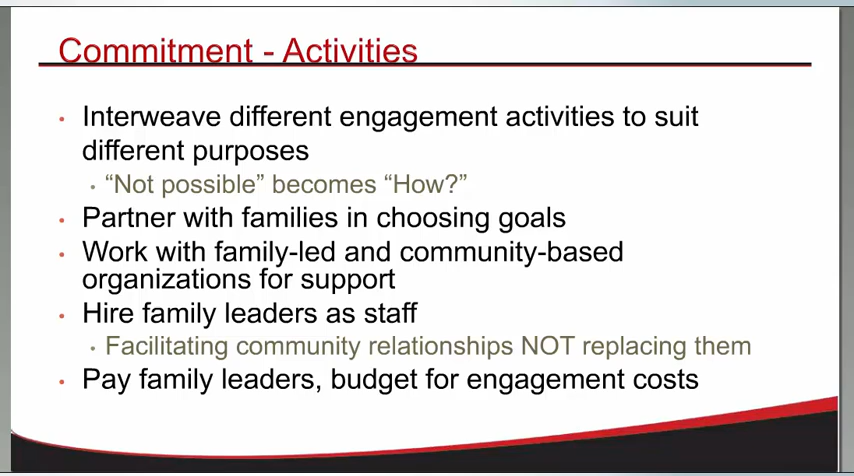 Commitment - Activities
• Interweave different engagement activities to suit
different purposes
• “Not possible” becomes “How?”
• Partner with families in choosing goals
• Work with family-led and community-based
organizations for support
• Hire family leaders as staff
• Facilitating community relationships NOT replacing them
• Pay family leaders, budget for engagement costs